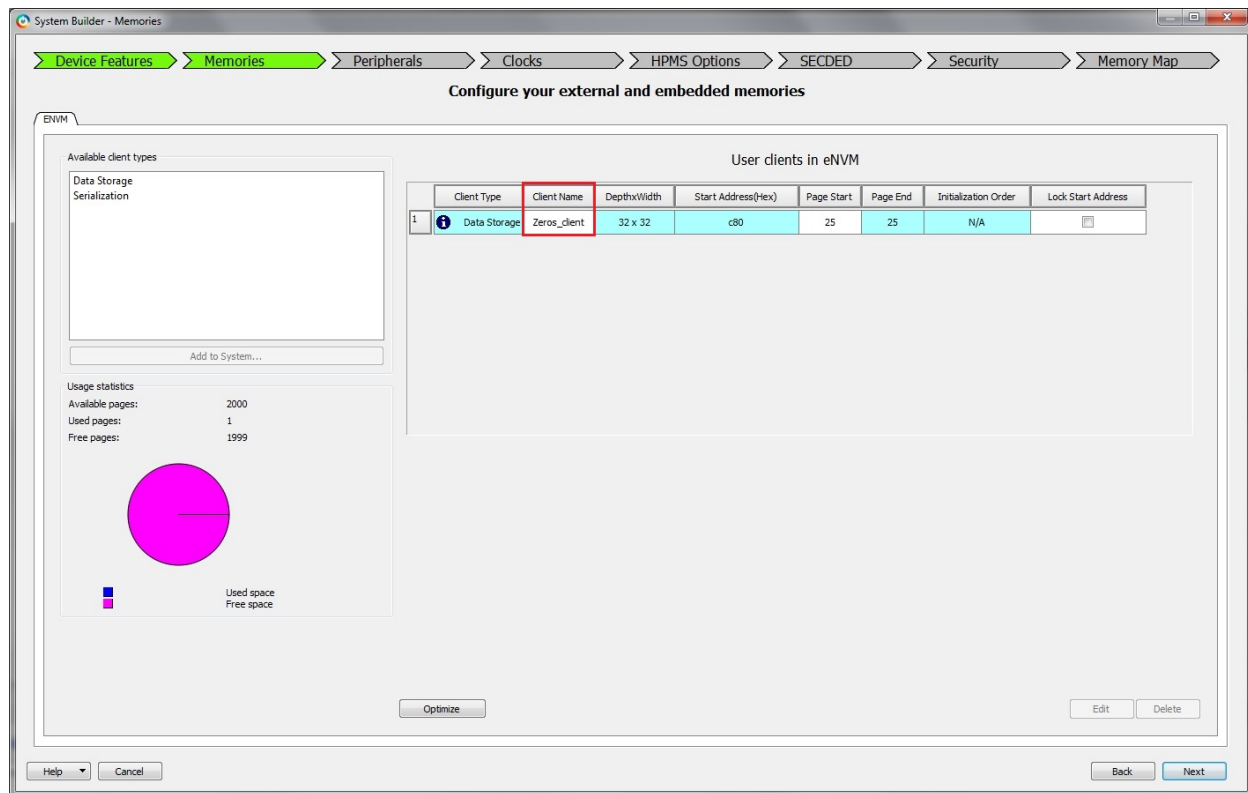 System Builder - Memories
Device Features Memories Peripherals Clocks HPMS Options SECDED Security Memory Map
Configure your external and embedded memories
ENVM
Available client types
Data Storage
Serialization
Add to System...
Usage statistics
Available pages: 2000
Used pages: 1
Free pages: 1999
Used space
Free space
User clients in eNVM
Client Type Client Name DepthxWidth Start Address(Hex) Page Start Page End Initialization Order Lock Start Address
1 Data Storage Zeros_client 32 x 32 c80 25 25 N/A
Optimize
Edit Delete
Help Cancel Back Next